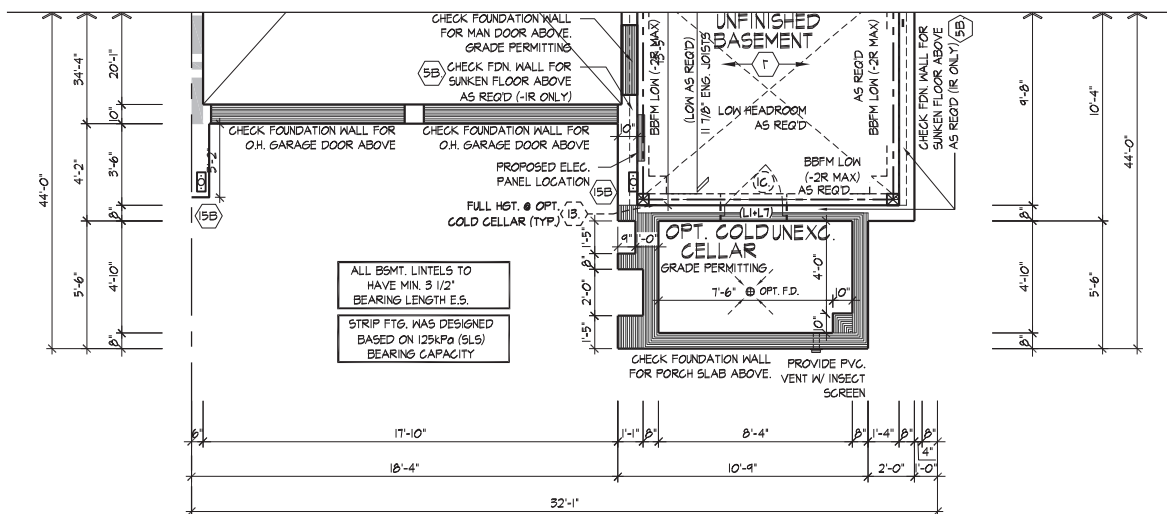 CHECK FOUNDATION WALL
FOR MAN DOOR ABOVE.
GRADE PERMITTING
5B
CHECK FDN. WALL FOR
SUNKEN FLOOR ABOVE
AS REQ'D (-1R ONLY)
CHECK FOUNDATION WALL FOR
O.H. GARAGE DOOR ABOVE
CHECK FOUNDATION WALL FOR
O.H. GARAGE DOOR ABOVE
10"
PROPOSED ELEC.
PANEL LOCATION
15B
15B
FULL HGT. @ OPT.
COLD CELLAR (TYP.)
13
UNFINISHED
BASEMENT
7
BBFM LOW (-2R MAX)
(LOW AS REQ'D)
11 7/8" ENG. JOISTS
LOW HEADROOM
AS REQ'D
AS REQ'D
BBFM LOW (-2R MAX)
CHECK FDN. WALL FOR
SUNKEN FLOOR ABOVE
AS REQ'D (1R ONLY)
5B
BBFM LOW
(-2R MAX)
AS REQ'D
1C
(L1+L7)
OPT. COLD
CELLAR
UNEXC.
GRADE PERMITTING
9"
1'-0"
4'-0"
7'-6"
OPT. F.D.
10"
10"
1'-5"
8"
2'-0"
1'-5"
ALL BSMT. LINTELS TO
HAVE MIN. 3 1/2"
BEARING LENGTH E.S.
STRIP FTG. WAS DESIGNED
BASED ON 125kPa (SLS)
BEARING CAPACITY
CHECK FOUNDATION WALL
FOR PORCH SLAB ABOVE.
PROVIDE PVC.
VENT W/ INSECT
SCREEN
44'-0"
34'-4"
4'-2"
5'-6"
20'-1"
10"
3'-6"
8"
4'-10"
8"
5'-2"
9'-8"
8"
4'-10"
8"
10'-4"
5'-6"
44'-0"
6"
17'-10"
1'-1"
8"
8'-4"
8"
1'-4"
8"
8"
4"
18'-4"
10'-9"
2'-0"
1'-0"
32'-1"